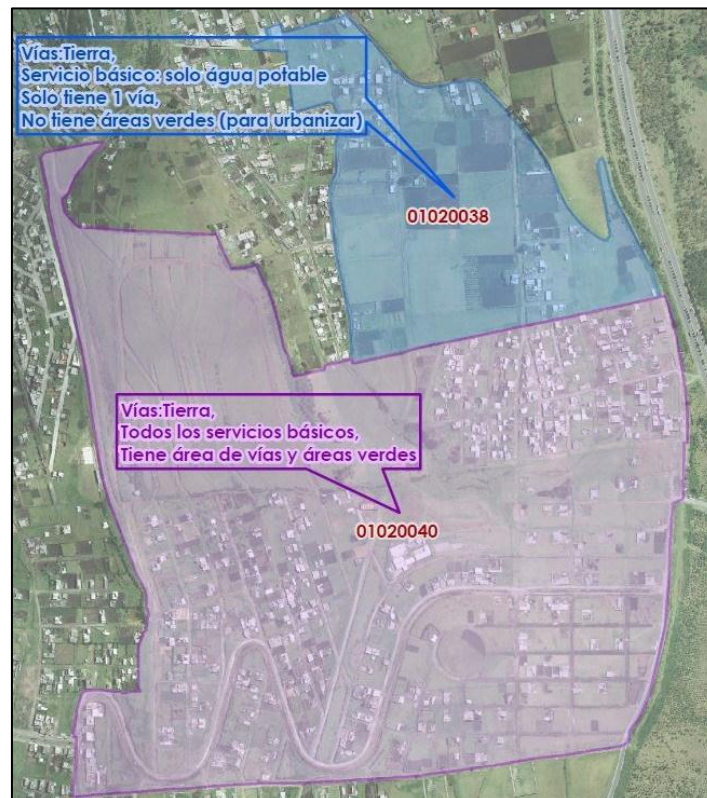 Vías:Tierra,
Servicio básico: solo água potable
Solo tiene 1 vía,
No tiene áreas verdes (para urbanizar)
01020038
Vías:Tierra,
Todos los servicios básicos,
Tiene área de vías y áreas verdes
01020040